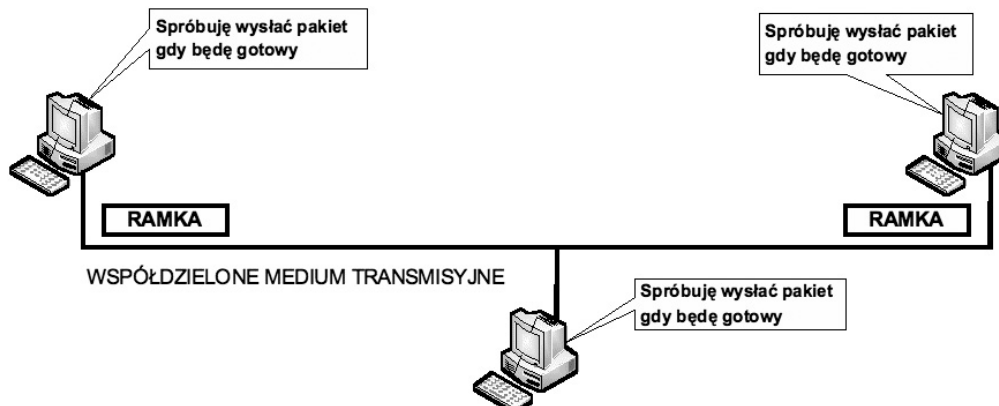 Spróbuję wysłać pakiet
gdy będę gotowy
Spróbuję wysłać pakiet
gdy będę gotowy
RAMKA
RAMKA
WSPÓŁDZIELONE MEDIUM TRANSMISYJNE
Spróbuję wysłać pakiet
gdy będę gotowy